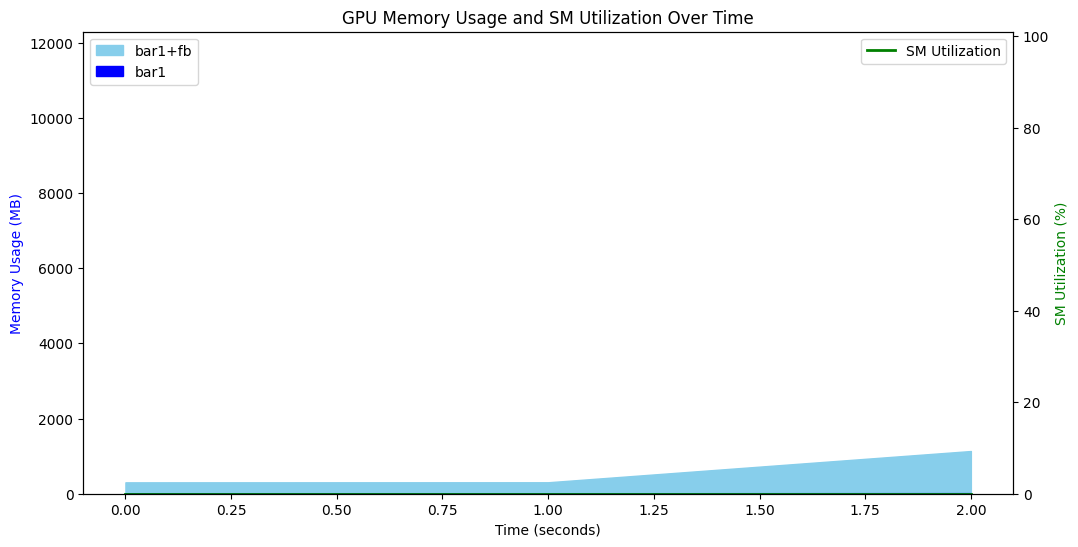 GPU Memory Usage and SM Utilization Over Time
bar1+fb
bar1
SM Utilization
Memory Usage (MB)
12000
10000
8000
6000
4000
2000
0
SM Utilization (%)
100
80
60
40
20
0
0.00 0.25 0.50 0.75 1.00 1.25 1.50 1.75 2.00
Time (seconds)